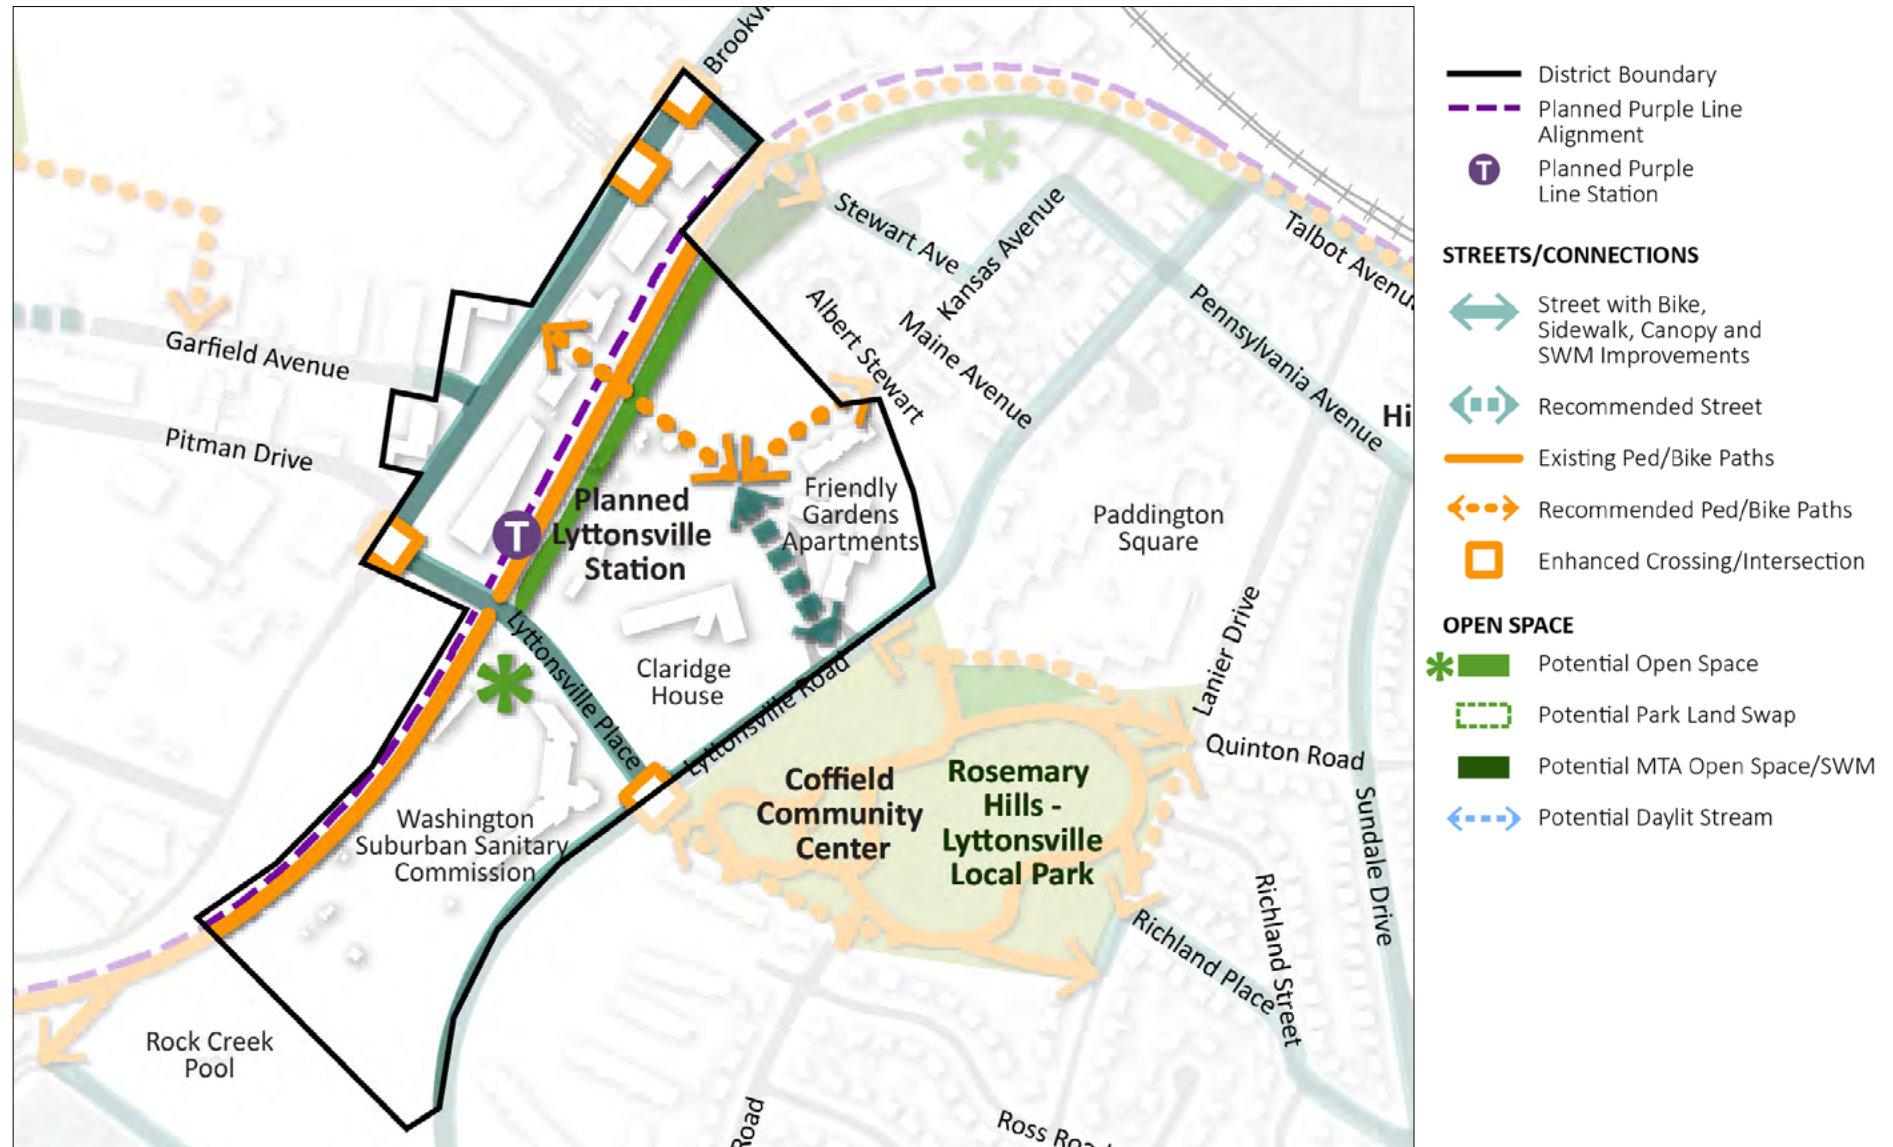 Brookvi
Stewart Ave
Kansas Avenue
Talbot Avenu
Albert Stewart
Maine Avenue
Pennsylvania Avenue
Garfield Avenue
Pitman Drive
Hi
Planned
Lyttonsville
Station
T
Friendly
Gardens
Apartments
Paddington
Square
Lyttonsville Place
Claridge
House
Lyttonsville Road
Lanier Drive
Quinton Road
Sundale Drive
Washington
Suburban Sanitary
Commission
Coffield
Community
Center
Rosemary
Hills -
Lyttonsville
Local Park
Richland Street
Richland Place
Rock Creek
Pool
Road
Ross Road
District Boundary
Planned Purple Line
Alignment
T
Planned Purple
Line Station
STREETS/CONNECTIONS
Street with Bike,
Sidewalk, Canopy and
SWM Improvements
Recommended Street
Existing Ped/Bike Paths
Recommended Ped/Bike Paths
Enhanced Crossing/Intersection
OPEN SPACE
Potential Open Space
Potential Park Land Swap
Potential MTA Open Space/SWM
Potential Daylit Stream